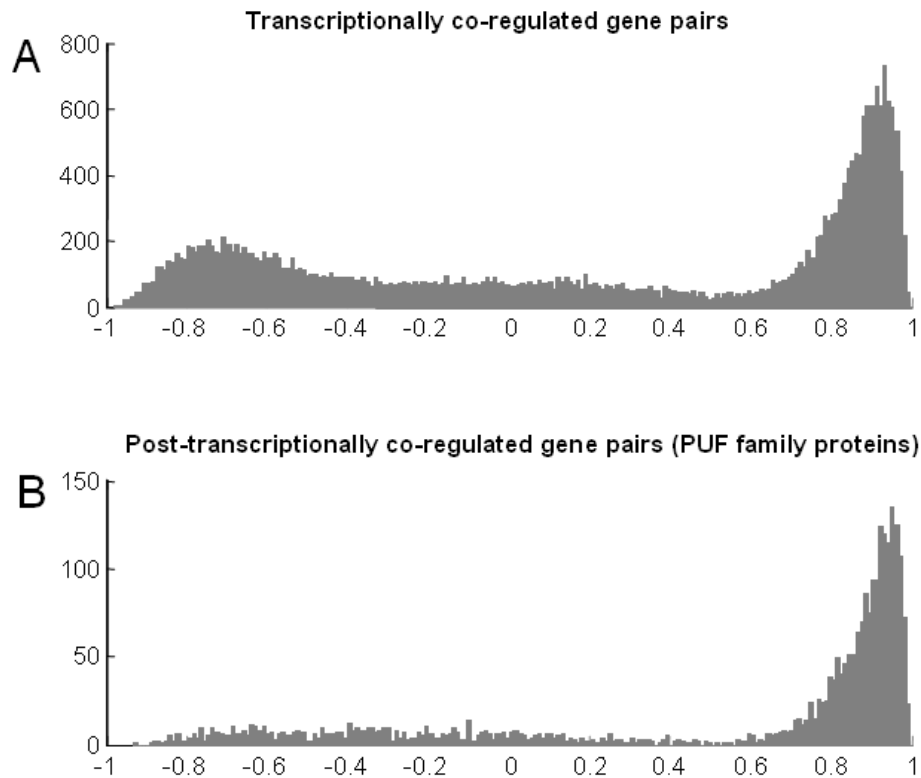 Transcriptionally co-regulated gene pairs
A
800
600
400
200
0
-1 -0.8 -0.6 -0.4 -0.2 0 0.2 0.4 0.6 0.8 1
Post-transcriptionally co-regulated gene pairs (PUF family proteins)
B
150
100
50
0
-1 -0.8 -0.6 -0.4 -0.2 0 0.2 0.4 0.6 0.8 1